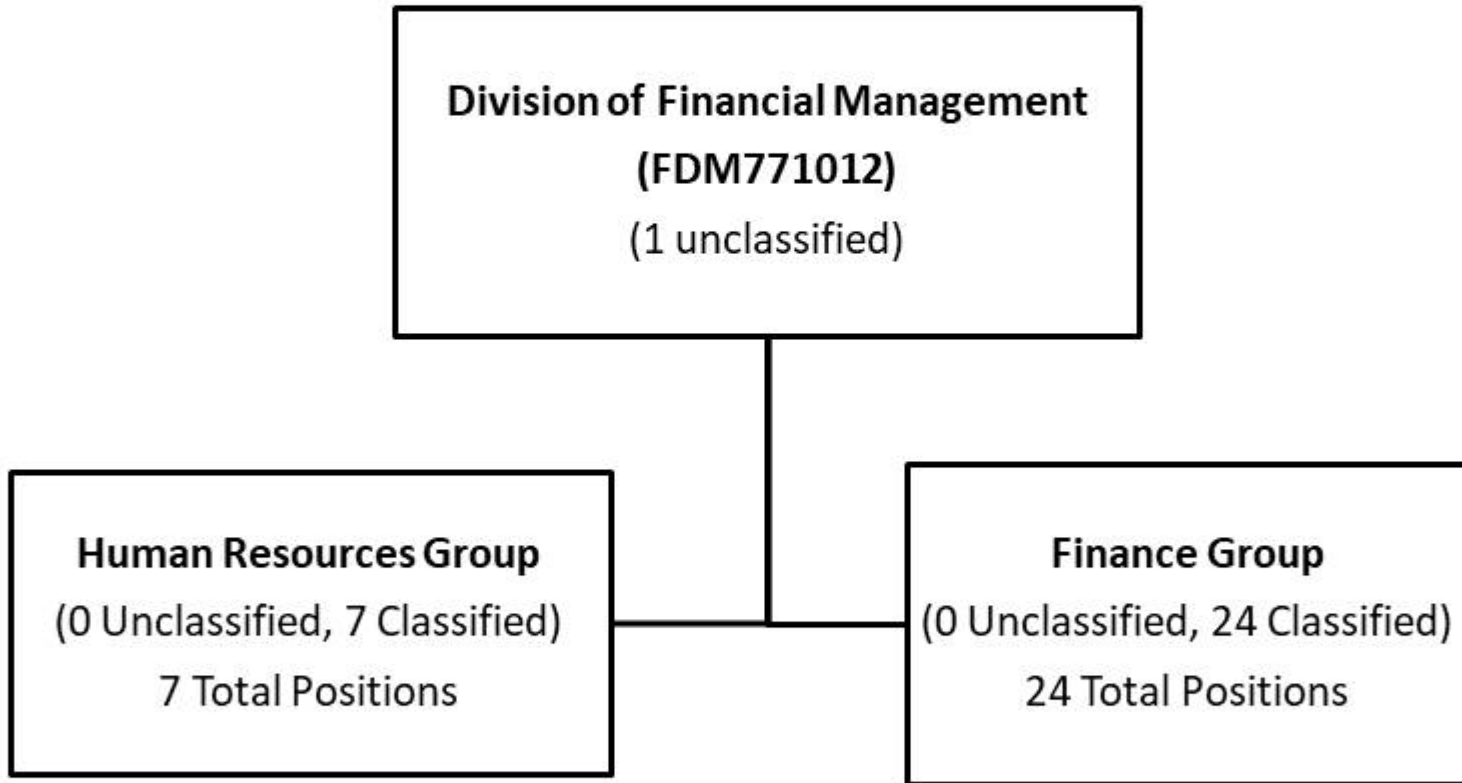 Division of Financial Management
(FDM771012)
(1 unclassified)
Human Resources Group
(0 Unclassified, 7 Classified)
7 Total Positions
Finance Group
(0 Unclassified, 24 Classified)
24 Total Positions